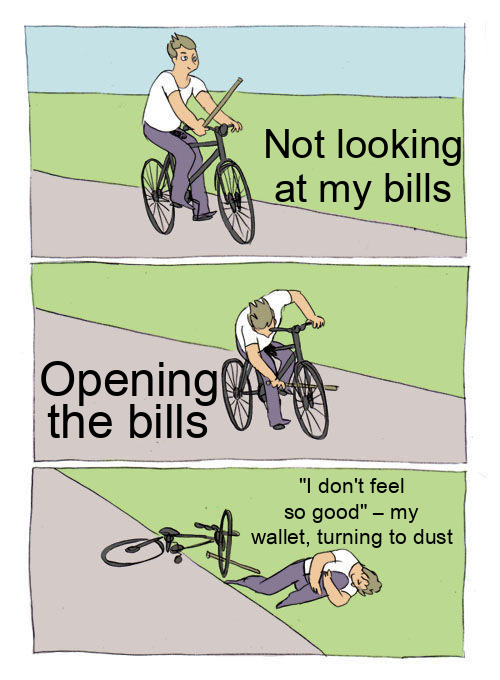 Not looking
at my bills
Opening
the bills
"I don't feel
so good" – my
wallet, turning to dust